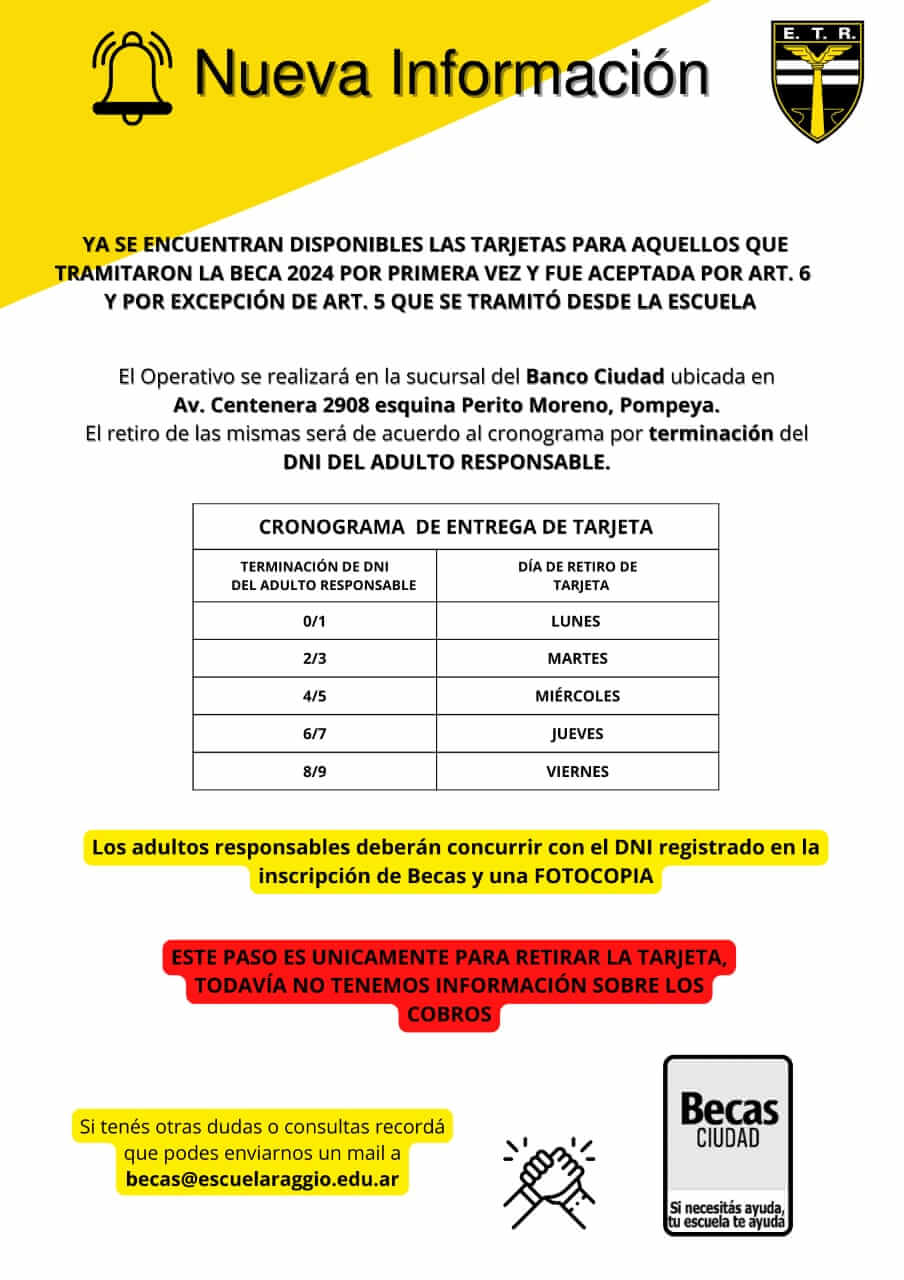 Nueva Información
E. T. R.
YA SE ENCUENTRAN DISPONIBLES LAS TARJETAS PARA AQUELLOS QUE
TRAMITARON LA BECA 2024 POR PRIMERA VEZ Y FUE ACEPTADA POR ART. 6
Y POR EXCEPCIÓN DE ART. 5 QUE SE TRAMITÓ DESDE LA ESCUELA
El Operativo se realizará en la sucursal del Banco Ciudad ubicada en
Av. Centenera 2908 esquina Perito Moreno, Pompeya.
El retiro de las mismas será de acuerdo al cronograma por terminación del
DNI DEL ADULTO RESPONSABLE.
CRONOGRAMA DE ENTREGA DE TARJETA
TERMINACIÓN DE DNI
DEL ADULTO RESPONSABLE
DÍA DE RETIRO DE
TARJETA
0/1 LUNES
2/3 MARTES
4/5 MIÉRCOLES
6/7 JUEVES
8/9 VIERNES
Los adultos responsables deberán concurrir con el DNI registrado en la
inscripción de Becas y una FOTOCOPIA
ESTE PASO ES UNICAMENTE PARA RETIRAR LA TARJETA,
TODAVÍA NO TENEMOS INFORMACIÓN SOBRE LOS
COBROS
Si tenés otras dudas o consultas recordá
que podes enviarnos un mail a
becas@escuelaraggio.edu.ar
Becas
CIUDAD
Si necesitás ayuda,
tu escuela te ayuda